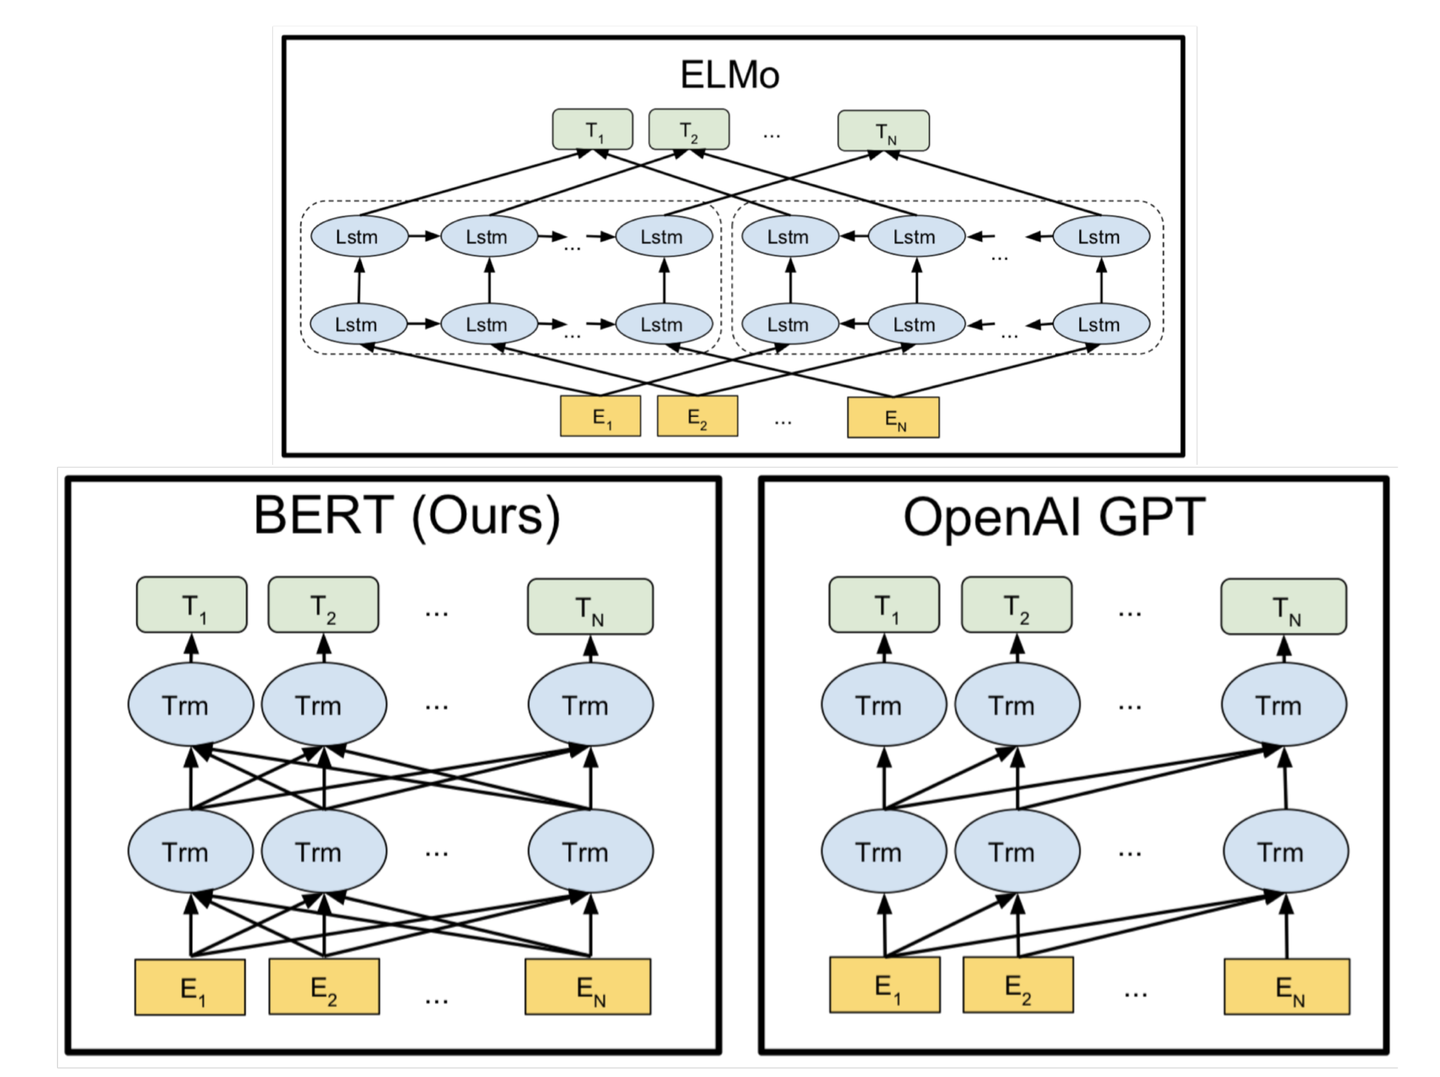 ELMo
T1 T2 ... TN
Lstm Lstm ... Lstm Lstm Lstm ... Lstm
Lstm Lstm ... Lstm Lstm Lstm ... Lstm
E1 E2 ... EN
BERT (Ours)
T1 T2 ... TN
Trm Trm ... Trm
Trm Trm ... Trm
E1 E2 ... EN
OpenAI GPT
T1 T2 ... TN
Trm Trm ... Trm
Trm Trm ... Trm
E1 E2 ... EN